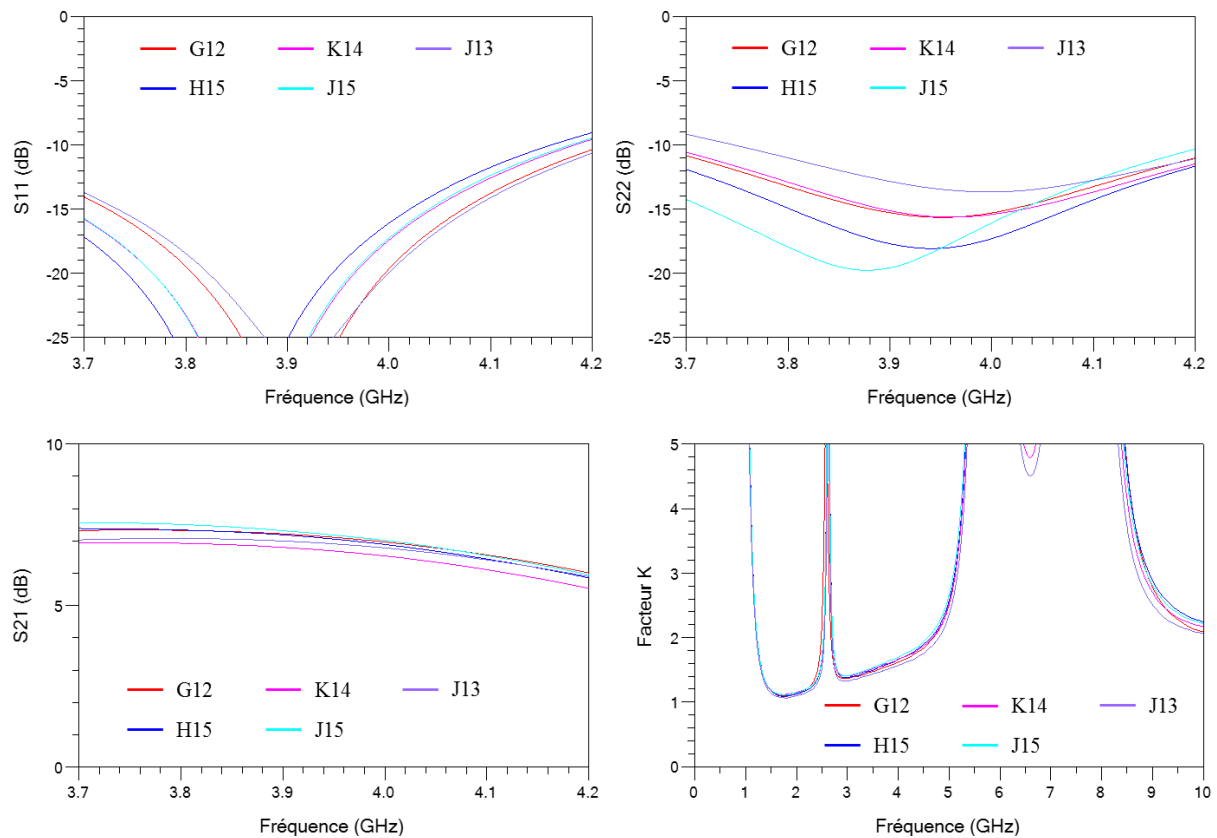 0
-5
-10
-15
-20
-25
S11 (dB)
G12 K14 J13
H15 J15
3.7 3.8 3.9 4.0 4.1 4.2
Fréquence (GHz)
0
-5
-10
-15
-20
-25
S22 (dB)
G12 K14 J13
H15 J15
3.7 3.8 3.9 4.0 4.1 4.2
Fréquence (GHz)
10
5
0
S21 (dB)
G12 K14 J13
H15 J15
3.7 3.8 3.9 4.0 4.1 4.2
Fréquence (GHz)
5
4
3
2
1
0
Facteur K
G12 K14 J13
H15 J15
0 1 2 3 4 5 6 7 8 9 10
Fréquence (GHz)